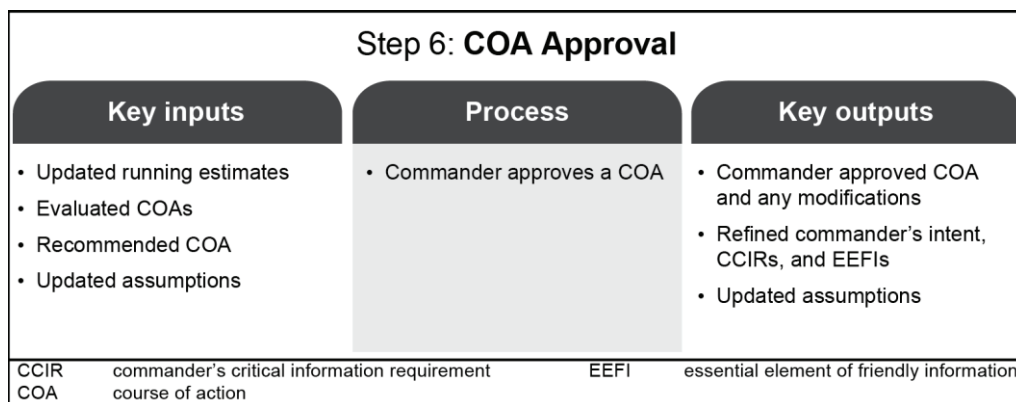 Step 6: COA Approval
Key inputs
• Updated running estimates
• Evaluated COAs
• Recommended COA
• Updated assumptions
Process
• Commander approves a COA
Key outputs
• Commander approved COA
and any modifications
• Refined commander’s intent,
CCIRs, and EEFIs
• Updated assumptions
CCIR commander’s critical information requirement
COA course of action
EEFI essential element of friendly information